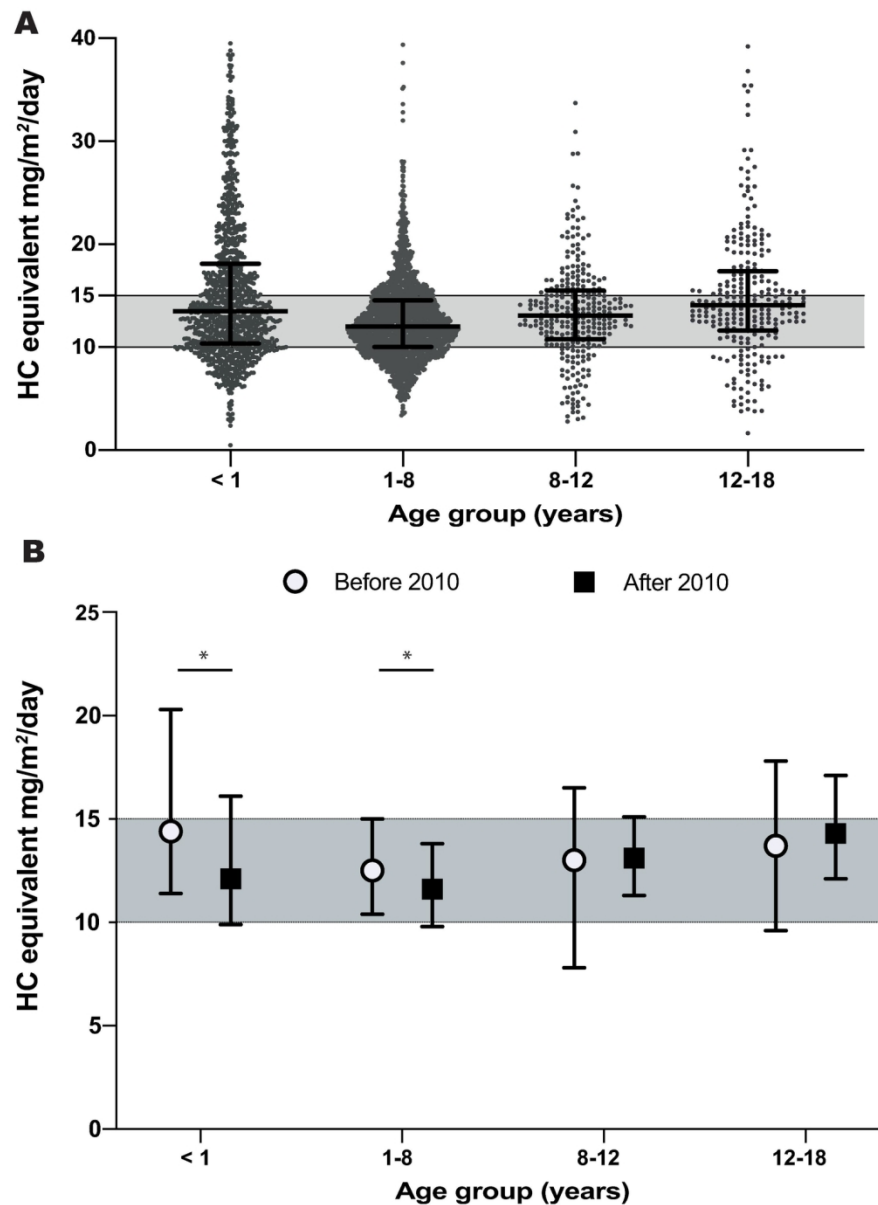 A
HC equivalent mg/m²/day
40
30
20
15
10
0
< 1
1-8
8-12
12-18
Age group (years)
B
Before 2010
After 2010
HC equivalent mg/m²/day
25
20
15
10
5
0
*
*
< 1
1-8
8-12
12-18
Age group (years)